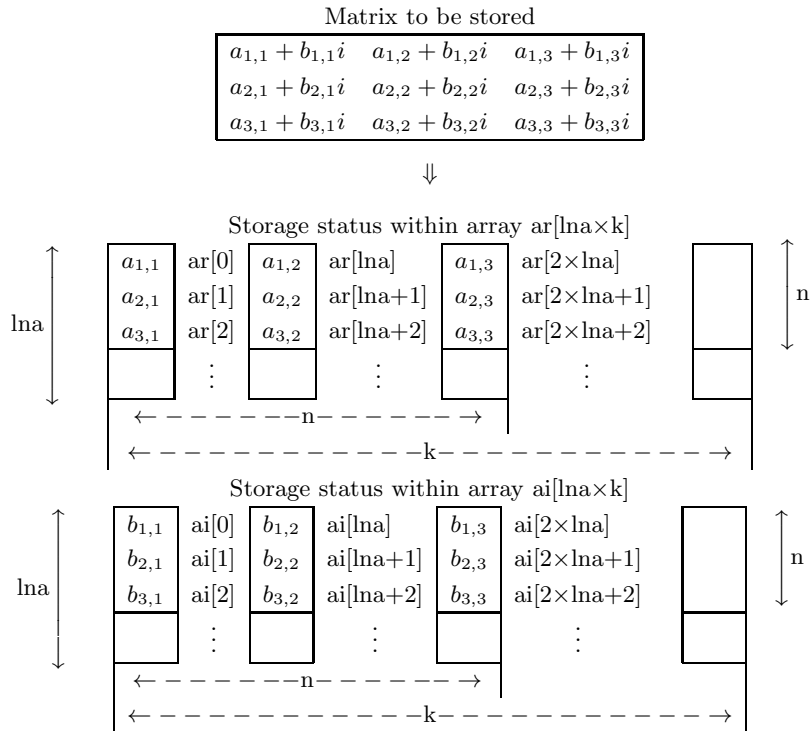 Matrix to be stored
a1,1 + b1,1i a1,2 + b1,2i a1,3 + b1,3i
a2,1 + b2,1i a2,2 + b2,2i a2,3 + b2,3i
a3,1 + b3,1i a3,2 + b3,2i a3,3 + b3,3i
⇓
Storage status within array ar[lna×k]
a1,1 ar[0] a1,2 ar[lna] a1,3 ar[2×lna]
a2,1 ar[1] a2,2 ar[lna+1] a2,3 ar[2×lna+1] n
lna a3,1 ar[2] a3,2 ar[lna+2] a3,3 ar[2×lna+2]
⋮ ⋮ ⋮
n
k
Storage status within array ai[lna×k]
b1,1 ai[0] b1,2 ai[lna] b1,3 ai[2×lna]
b2,1 ai[1] b2,2 ai[lna+1] b2,3 ai[2×lna+1] n
lna b3,1 ai[2] b3,2 ai[lna+2] b3,3 ai[2×lna+2]
⋮ ⋮ ⋮
n
k